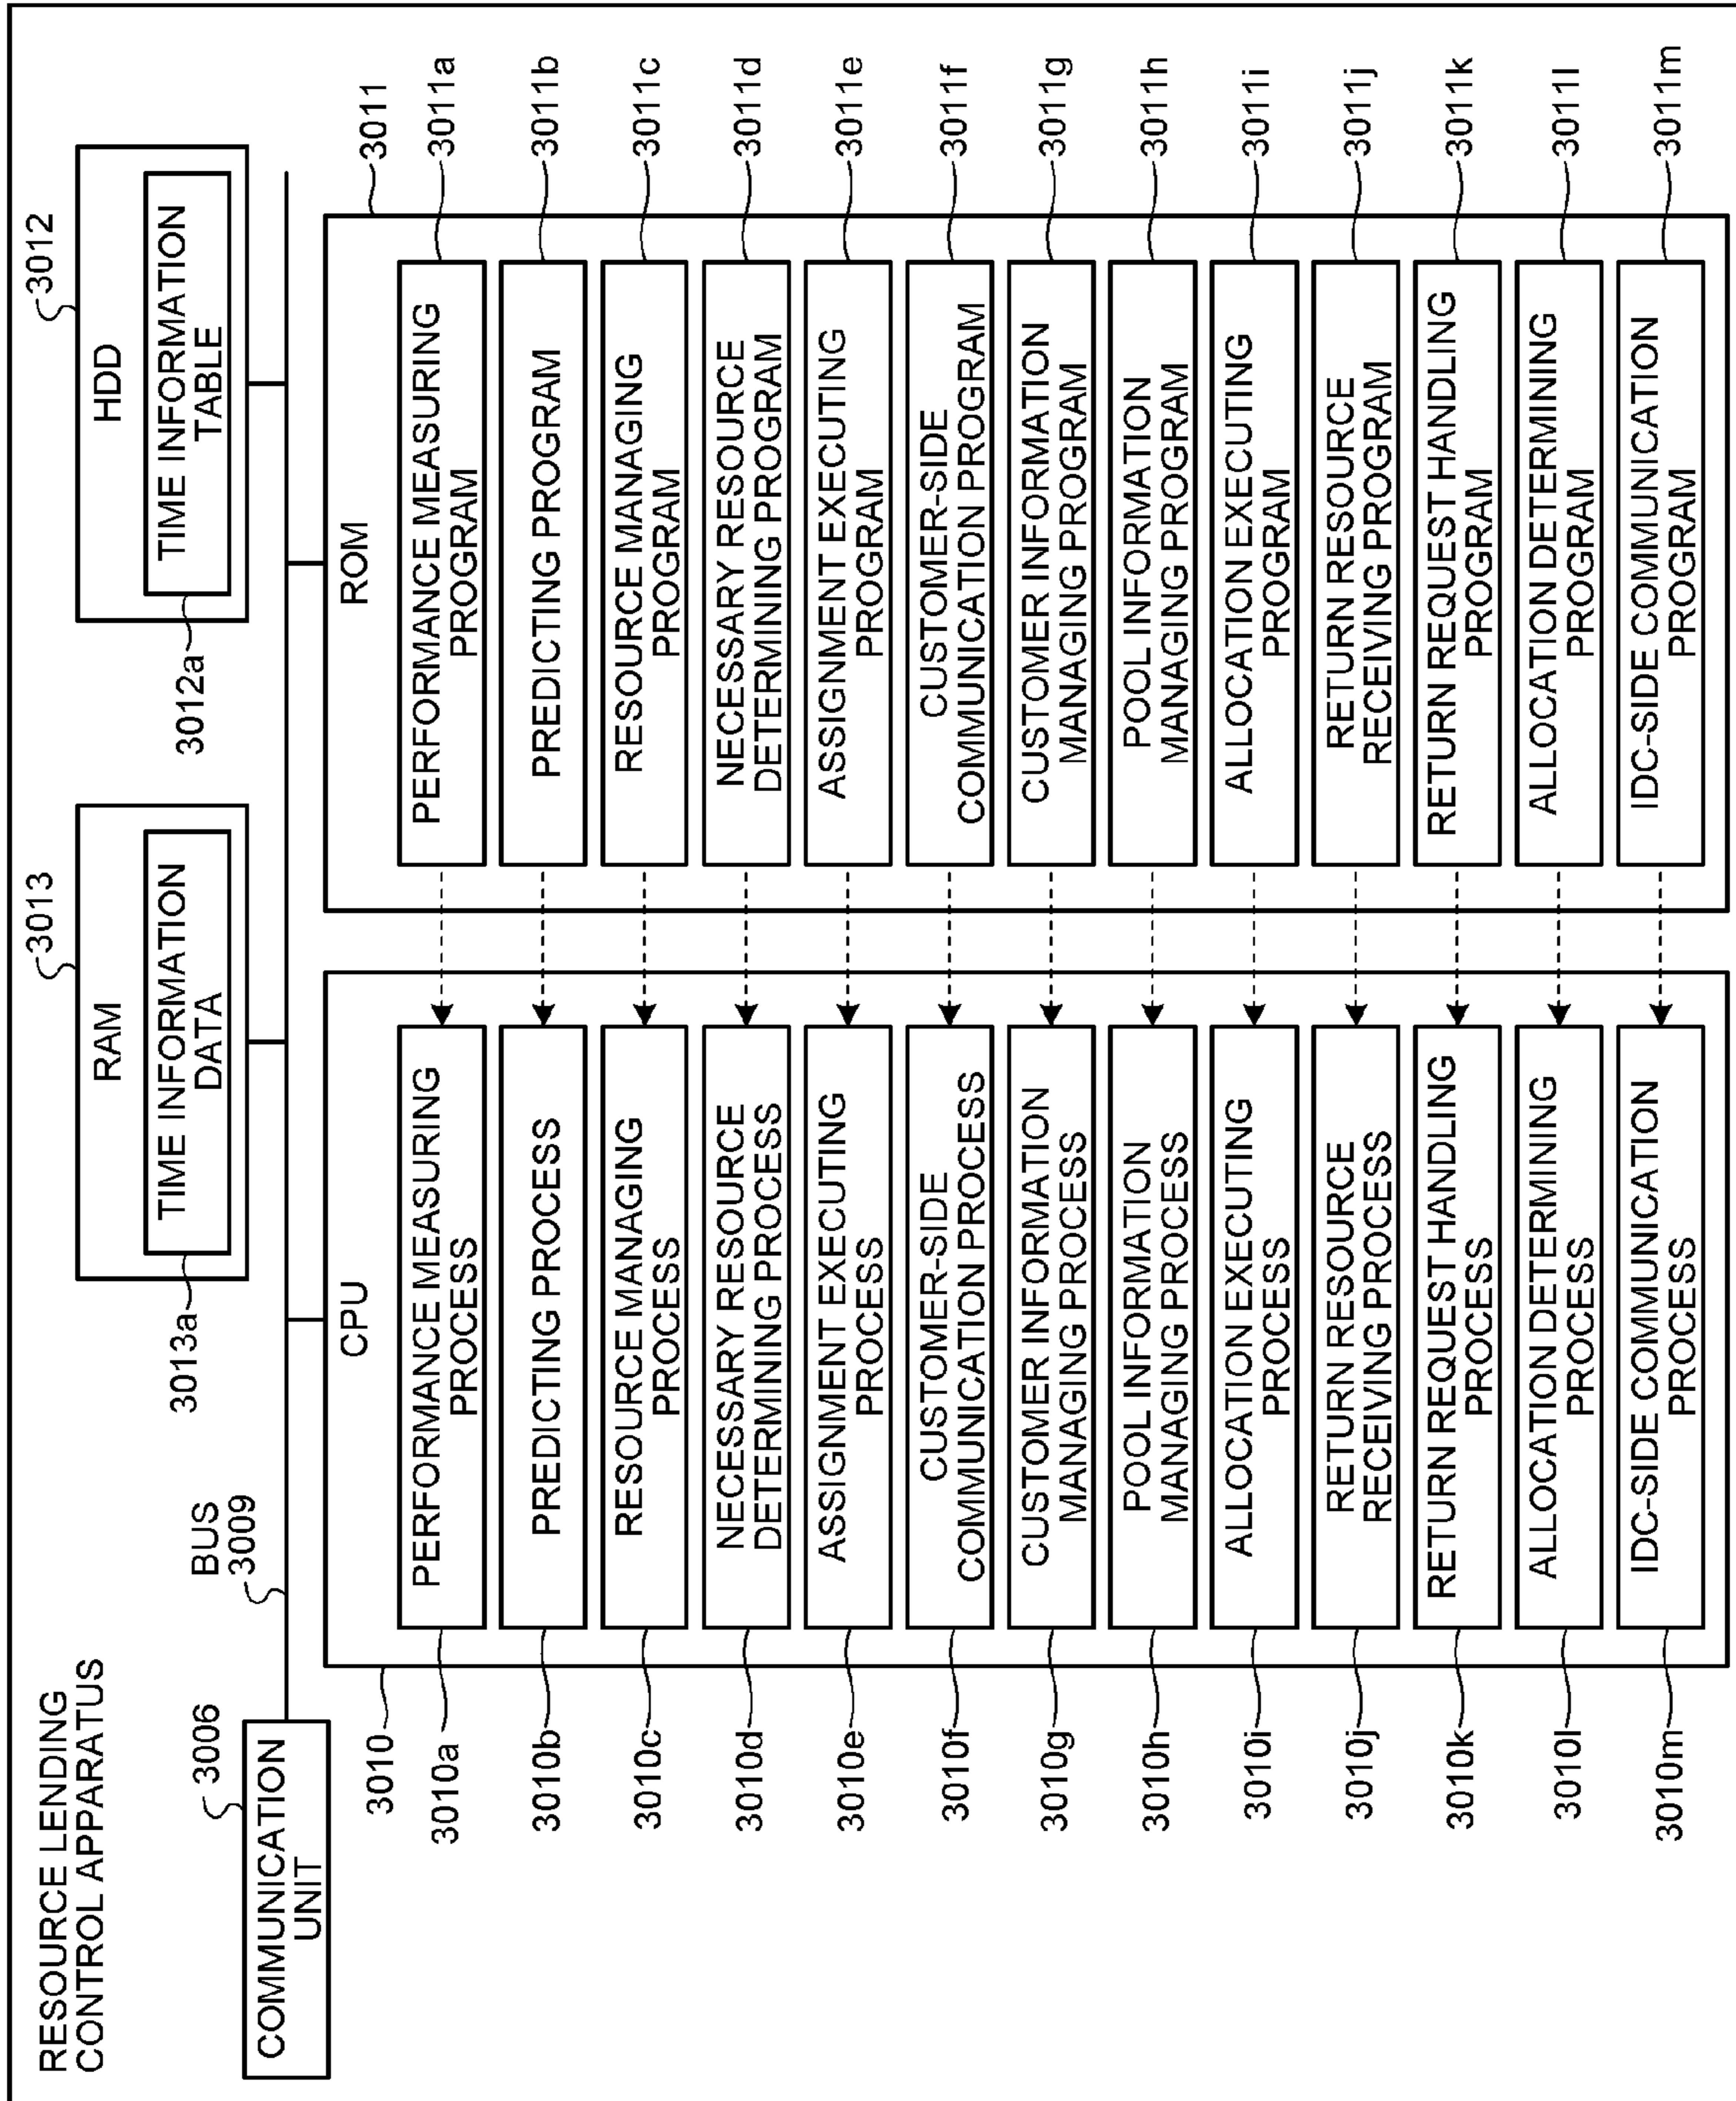 RESOURCE LENDING
CONTROL APPARATUS
3006
COMMUNICATION
UNIT
BUS
3009
3013
RAM
TIME INFORMATION
DATA
3013a
3012
HDD
TIME INFORMATION
TABLE
3012a
3010
CPU
3010a
PERFORMANCE MEASURING
PROCESS
3010b
PREDICTING PROCESS
3010c
RESOURCE MANAGING
PROCESS
3010d
NECESSARY RESOURCE
DETERMINING PROCESS
3010e
ASSIGNMENT EXECUTING
PROCESS
3010f
CUSTOMER-SIDE
COMMUNICATION PROCESS
3010g
CUSTOMER INFORMATION
MANAGING PROCESS
3010h
POOL INFORMATION
MANAGING PROCESS
3010i
ALLOCATION EXECUTING
PROCESS
3010j
RETURN RESOURCE
RECEIVING PROCESS
3010k
RETURN REQUEST HANDLING
PROCESS
3010l
ALLOCATION DETERMINING
PROCESS
3010m
IDC-SIDE COMMUNICATION
PROCESS
ROM
3011
PERFORMANCE MEASURING
PROGRAM
3011a
PREDICTING PROGRAM
3011b
RESOURCE MANAGING
PROGRAM
3011c
NECESSARY RESOURCE
DETERMINING PROGRAM
3011d
ASSIGNMENT EXECUTING
PROGRAM
3011e
CUSTOMER-SIDE
COMMUNICATION PROGRAM
3011f
CUSTOMER INFORMATION
MANAGING PROGRAM
3011g
POOL INFORMATION
MANAGING PROGRAM
3011h
ALLOCATION EXECUTING
PROGRAM
3011i
RETURN RESOURCE
RECEIVING PROGRAM
3011j
RETURN REQUEST HANDLING
PROGRAM
3011k
ALLOCATION DETERMINING
PROGRAM
3011l
IDC-SIDE COMMUNICATION
PROGRAM
3011m